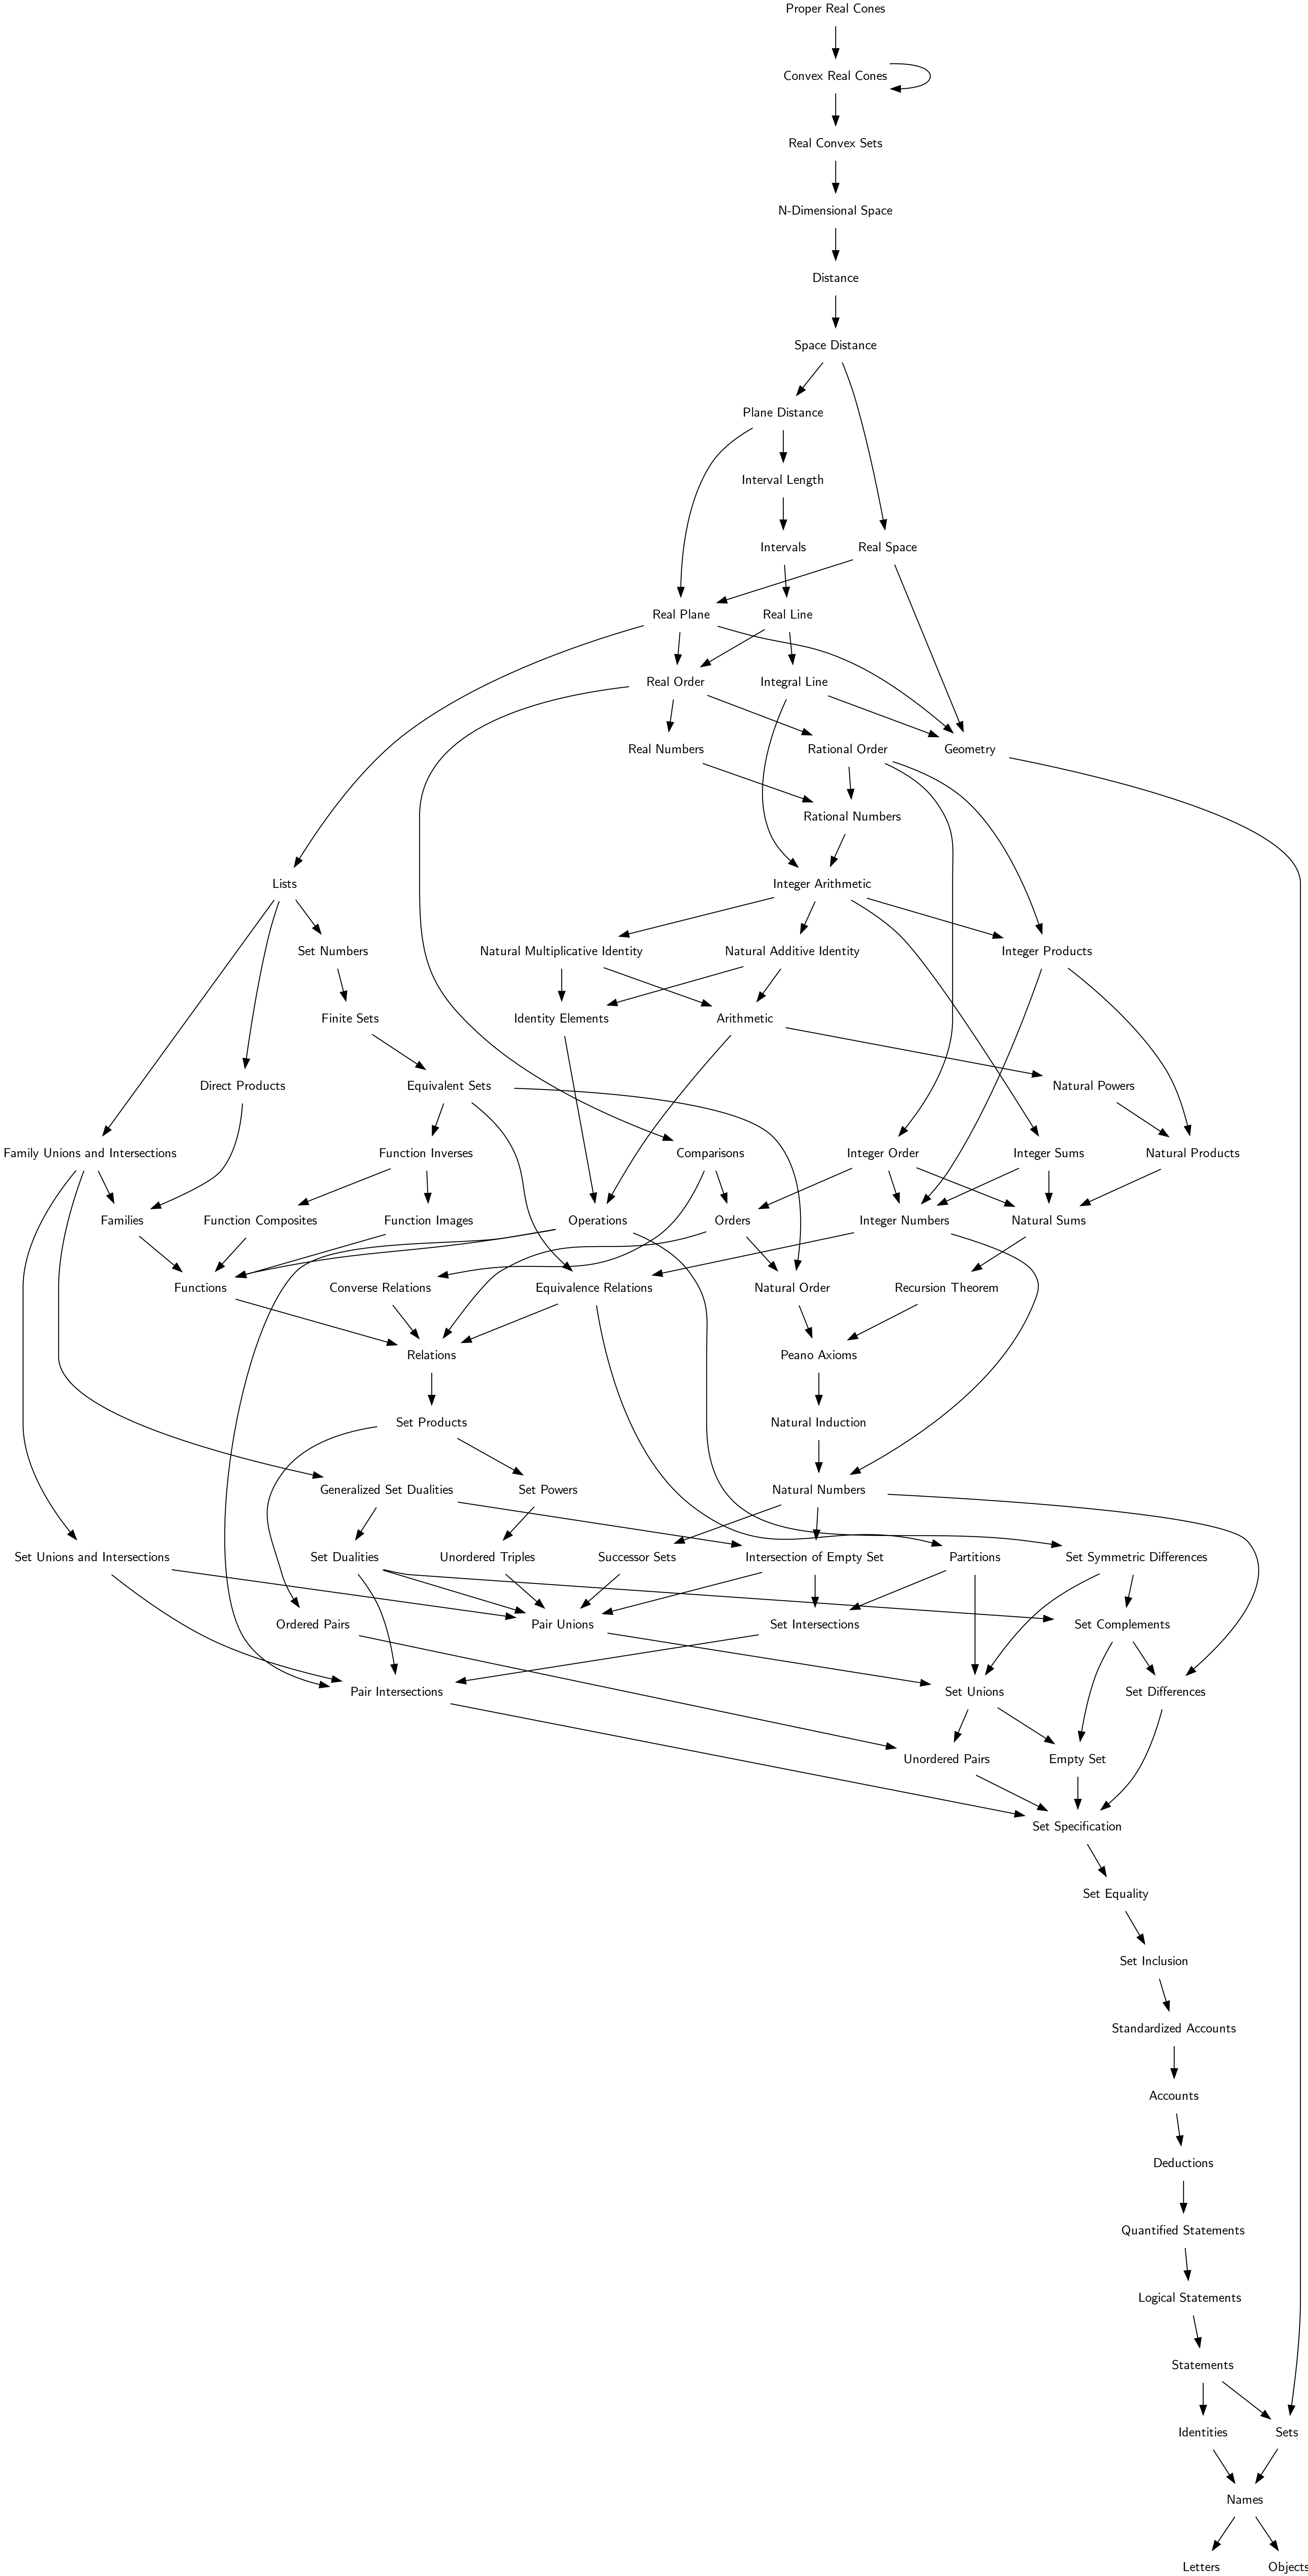 Proper Real Cones
Convex Real Cones
Real Convex Sets
N-Dimensional Space
Distance
Space Distance
Plane Distance
Interval Length
Intervals
Real Space
Real Plane
Real Line
Real Order
Integral Line
Real Numbers
Rational Order
Geometry
Rational Numbers
Lists
Integer Arithmetic
Set Numbers
Natural Multiplicative Identity
Natural Additive Identity
Integer Products
Finite Sets
Identity Elements
Arithmetic
Direct Products
Equivalent Sets
Natural Powers
Family Unions and Intersections
Function Inverses
Comparisons
Integer Order
Integer Sums
Natural Products
Families
Function Composites
Function Images
Operations
Orders
Integer Numbers
Natural Sums
Functions
Converse Relations
Equivalence Relations
Natural Order
Recursion Theorem
Relations
Peano Axioms
Set Products
Natural Induction
Generalized Set Dualities
Set Powers
Natural Numbers
Set Unions and Intersections
Set Dualities
Unordered Triples
Successor Sets
Intersection of Empty Set
Partitions
Set Symmetric Differences
Ordered Pairs
Pair Unions
Set Intersections
Set Complements
Pair Intersections
Set Unions
Set Differences
Unordered Pairs
Empty Set
Set Specification
Set Equality
Set Inclusion
Standardized Accounts
Accounts
Deductions
Quantified Statements
Logical Statements
Statements
Identities
Sets
Names
Letters
Objects